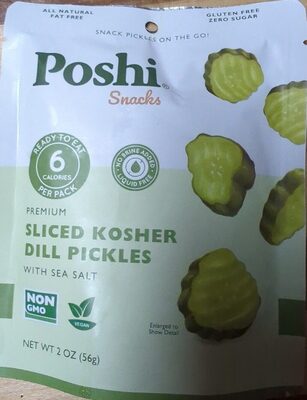 ALL NATURAL
FAT FREE
GLUTEN FREE
ZERO SUGAR
SNACK PICKLES ON THE GO!
Poshi®
Snacks
READY TO EAT
6
CALORIES
PER PACK
NO BRINE ADDED
LIQUID FREE
PREMIUM
SLICED KOSHER
DILL PICKLES
WITH SEA SALT
NON
GMO
VEGAN
Enlarged to
Show Detail
NET WT 2 OZ (56g)